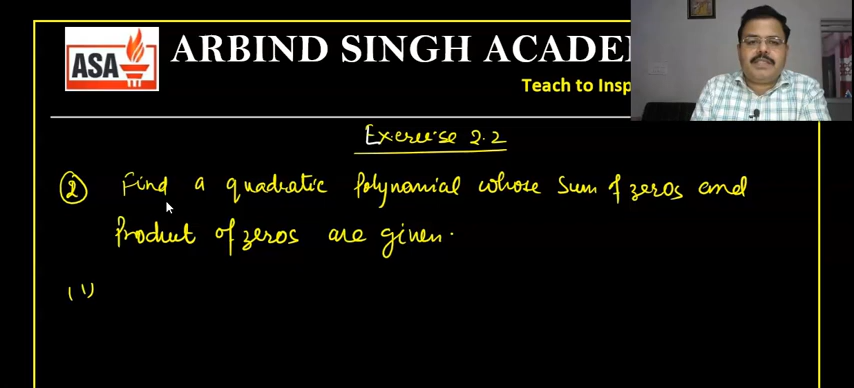 ASA
ARBIND SINGH ACADE
Teach to Insp
Exercise 2.2
② Find a quadratic polynomial whose sum of zeros and
Product of zeros are given.
(1)